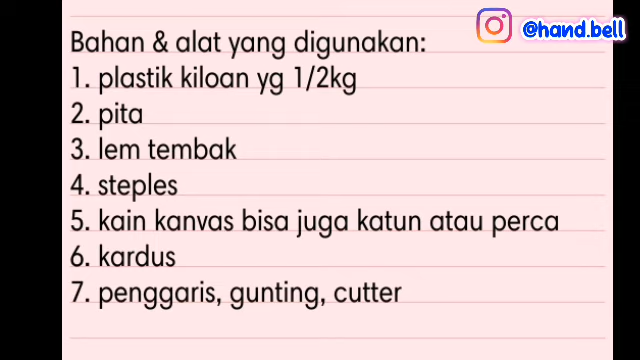 @hand.bell
Bahan & alat yang digunakan:
1. plastik kiloan yg 1/2kg
2. pita
3. lem tembak
4. steples
5. kain kanvas bisa juga katun atau perca
6. kardus
7. penggaris, gunting, cutter